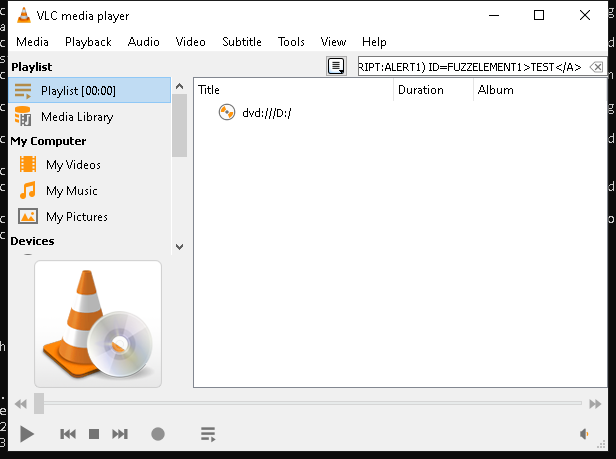 VLC media player
Media Playback Audio Video Subtitle Tools View Help
Playlist
RIPT:ALERT1) ID=FUZZELEMENT1>TEST</A>
Playlist [00:00]
Title Duration Album
dvd:///D:/
Media Library
My Computer
My Videos
My Music
My Pictures
Devices